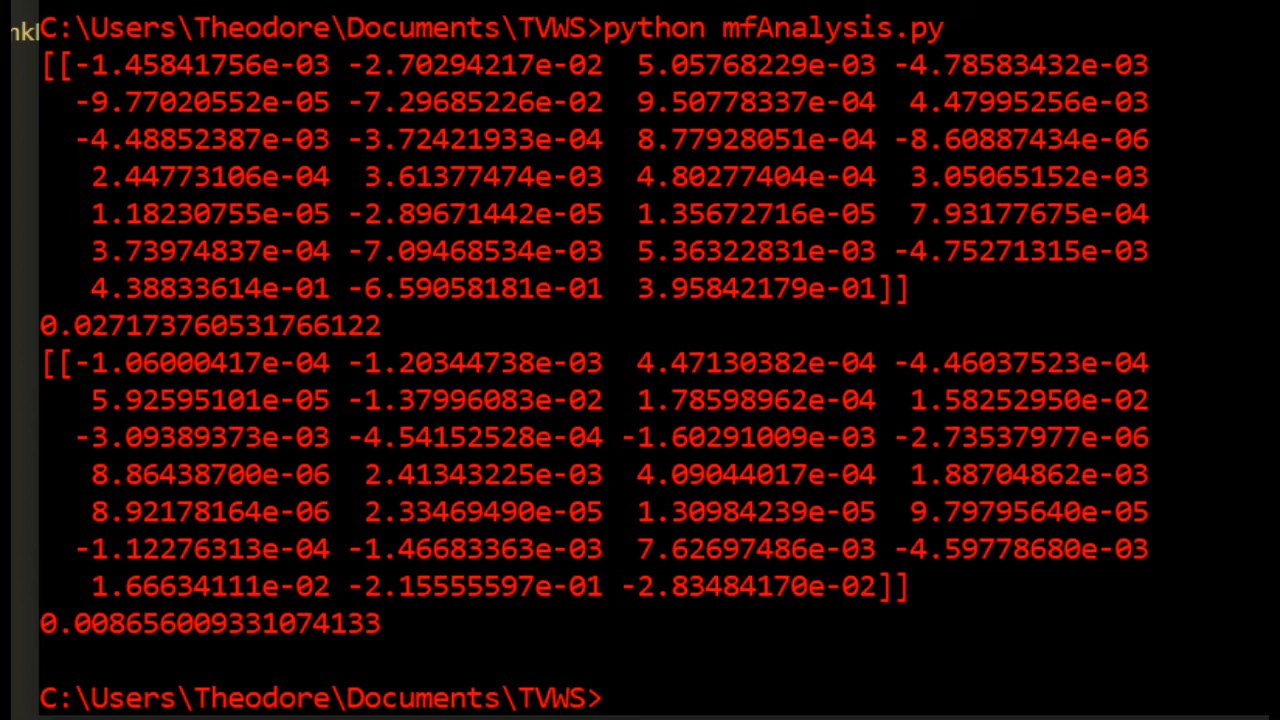 C:\Users\Theodore\Documents\TVWS>python mfAnalysis.py
[[-1.45841756e-03 -2.70294217e-02  5.05768229e-03 -4.78583432e-03
  -9.77020552e-05 -7.29685226e-02  9.50778337e-04  4.47995256e-03
  -4.48852387e-03 -3.72421933e-04  8.77928051e-04 -8.60887434e-06
   2.44773106e-04  3.61377474e-03  4.80277404e-04  3.05065152e-03
   1.18230755e-05 -2.89671442e-05  1.35672716e-05  7.93177675e-04
   3.73974837e-04 -7.09468534e-03  5.36322831e-03 -4.75271315e-03
   4.38833614e-01 -6.59058181e-01  3.95842179e-01]]
0.027173760531766122
[[-1.06000417e-04 -1.20344738e-03  4.47130382e-04 -4.46037523e-04
   5.92595101e-05 -1.37996083e-02  1.78598962e-04  1.58252950e-02
  -3.09389373e-03 -4.54152528e-04 -1.60291009e-03 -2.73537977e-06
   8.86438700e-06  2.41343225e-03  4.09044017e-04  1.88704862e-03
   8.92178164e-06  2.33469490e-05  1.30984239e-05  9.79795640e-05
  -1.12276313e-04 -1.46683363e-03  7.62697486e-03 -4.59778680e-03
   1.66634111e-02 -2.15555597e-01 -2.83484170e-02]]
0.008656009331074133
C:\Users\Theodore\Documents\TVWS>